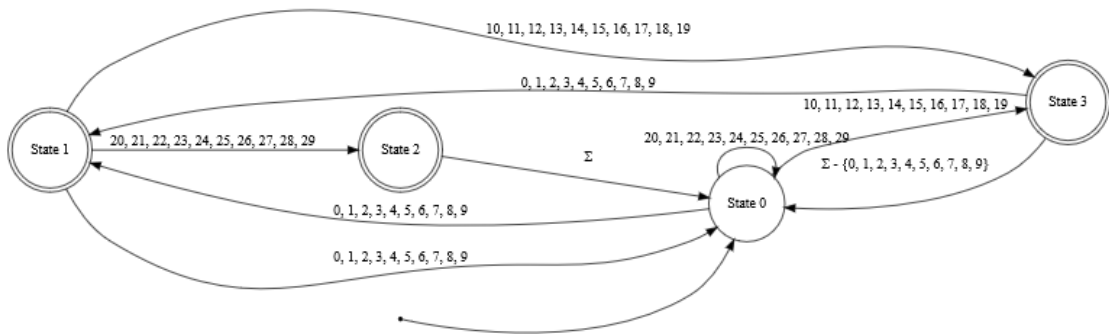 10, 11, 12, 13, 14, 15, 16, 17, 18, 19
0, 1, 2, 3, 4, 5, 6, 7, 8, 9
State 3
10, 11, 12, 13, 14, 15, 16, 17, 18, 19
State 1
20, 21, 22, 23, 24, 25, 26, 27, 28, 29
State 2
20, 21, 22, 23, 24, 25, 26, 27, 28, 29
Σ
Σ - {0, 1, 2, 3, 4, 5, 6, 7, 8, 9}
State 0
0, 1, 2, 3, 4, 5, 6, 7, 8, 9
0, 1, 2, 3, 4, 5, 6, 7, 8, 9